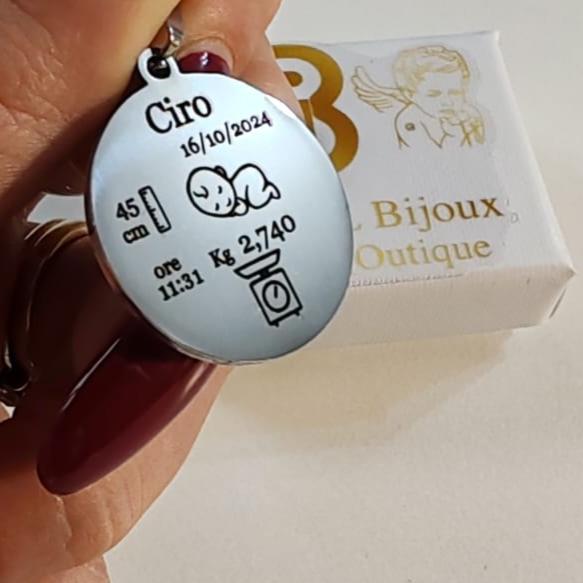 Ciro
16/10/2024
45
cm
Kg 2,740
ore
11:31
Bijoux
Outique